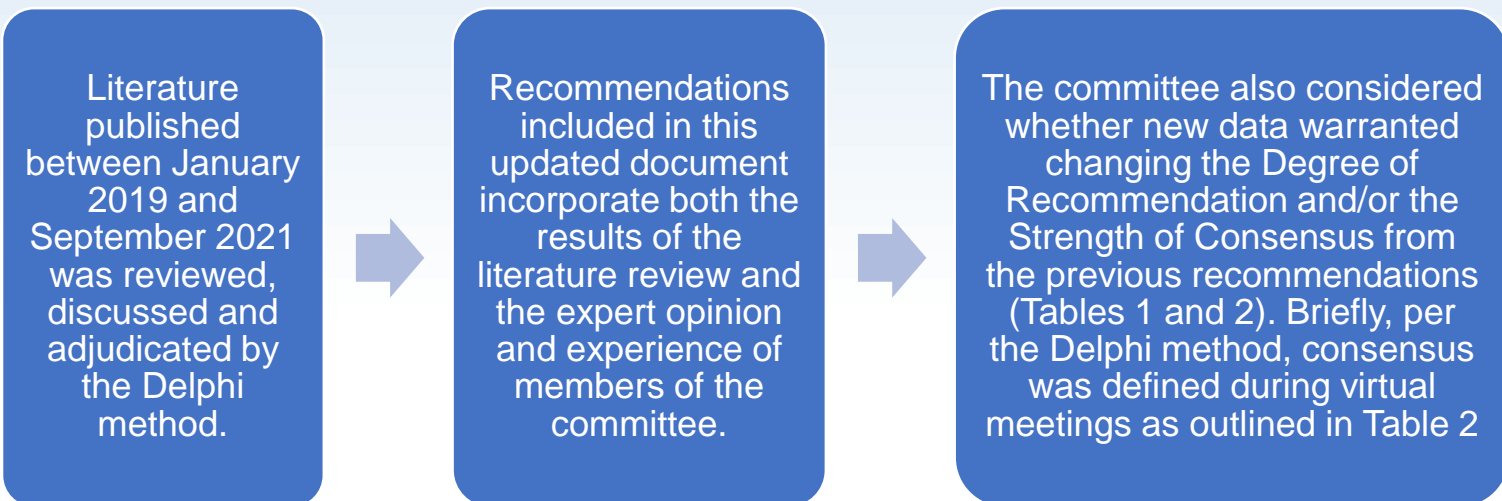 Literature
published
between January
2019 and
September 2021
was reviewed,
discussed and
adjudicated by
the Delphi
method.
Recommendations
included in this
updated document
incorporate both the
results of the
literature review and
the expert opinion
and experience of
members of the
committee.
The committee also considered
whether new data warranted
changing the Degree of
Recommendation and/or the
Strength of Consensus from
the previous recommendations
(Tables 1 and 2). Briefly, per
the Delphi method, consensus
was defined during virtual
meetings as outlined in Table 2